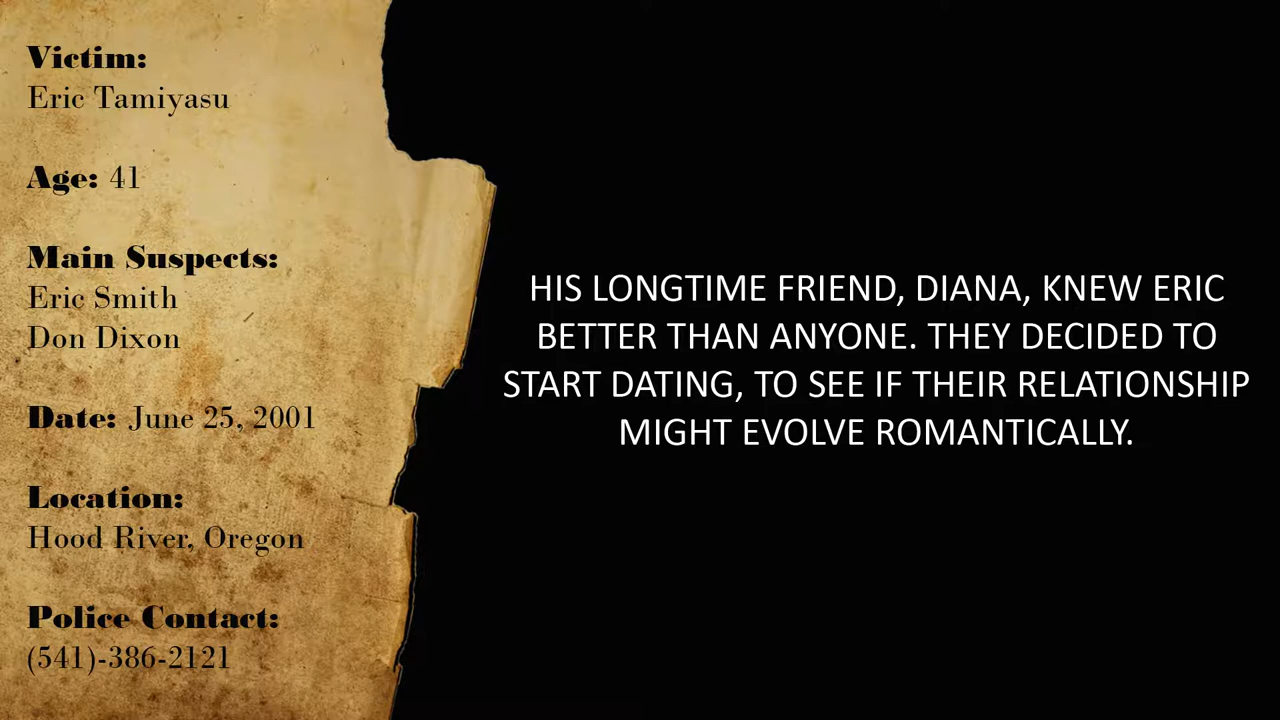 Victim:
Eric Tamiyasu
Age: 41
Main Suspects:
Eric Smith
Don Dixon
Date: June 25, 2001
Location:
Hood River, Oregon
Police Contact:
(541)-386-2121
HIS LONGTIME FRIEND, DIANA, KNEW ERIC
BETTER THAN ANYONE. THEY DECIDED TO
START DATING, TO SEE IF THEIR RELATIONSHIP
MIGHT EVOLVE ROMANTICALLY.